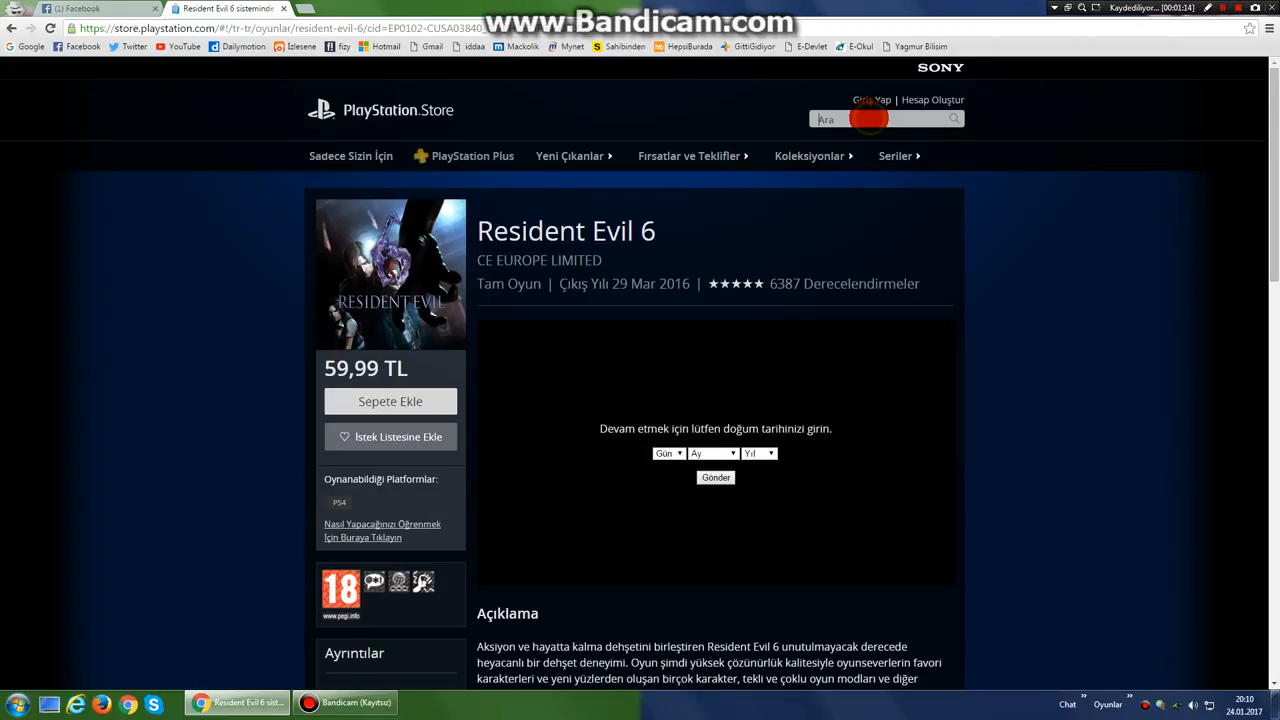 www.Bandicam.com
Facebook
Resident Evil 6 sisteminde
Kaydediliyor... [00:01:14]
https://store.playstation.com/#!/tr-tr/oyunlar/resident-evil-6/cid=EP0102-CUSA03840_
Google Facebook Twitter YouTube Dailymotion İzlesene fizy Hotmail Gmail iddaa Mackolik Mynet Sahibinden HepsiBurada GittiGidiyor E-Devlet E-Okul Yagmur Bilisim
SONY
PlayStation.Store
Giriş Yap | Hesap Oluştur
Ara
Sadece Sizin İçin PlayStation Plus Yeni Çıkanlar Fırsatlar ve Teklifler Koleksiyonlar Seriler
RESIDENT EVIL
Resident Evil 6
CE EUROPE LIMITED
Tam Oyun | Çıkış Yılı 29 Mar 2016 | ★★★★★ 6387 Derecelendirmeler
59,99 TL
Sepete Ekle
İstek Listesine Ekle
Oynanabildiği Platformlar:
PS4
Nasıl Yapacağınızı Öğrenmek
İçin Buraya Tıklayın
18
www.pegi.info
Ayrıntılar
Devam etmek için lütfen doğum tarihinizi girin.
Gün Ay Yıl
Gönder
Açıklama
Aksiyon ve hayatta kalma dehşetini birleştiren Resident Evil 6 unutulmayacak derecede
heyecanlı bir dehşet deneyimi. Oyun şimdi yüksek çözünürlük kalitesiyle oyunseverlerin favori
karakterleri ve yeni yüzlerden oluşan birçok karakter, tekli ve çoklu oyun modları ve diğer
Resident Evil 6 sist...
Bandicam (Kayıtsız)
Chat
Oyunlar
20:10
24.01.2017